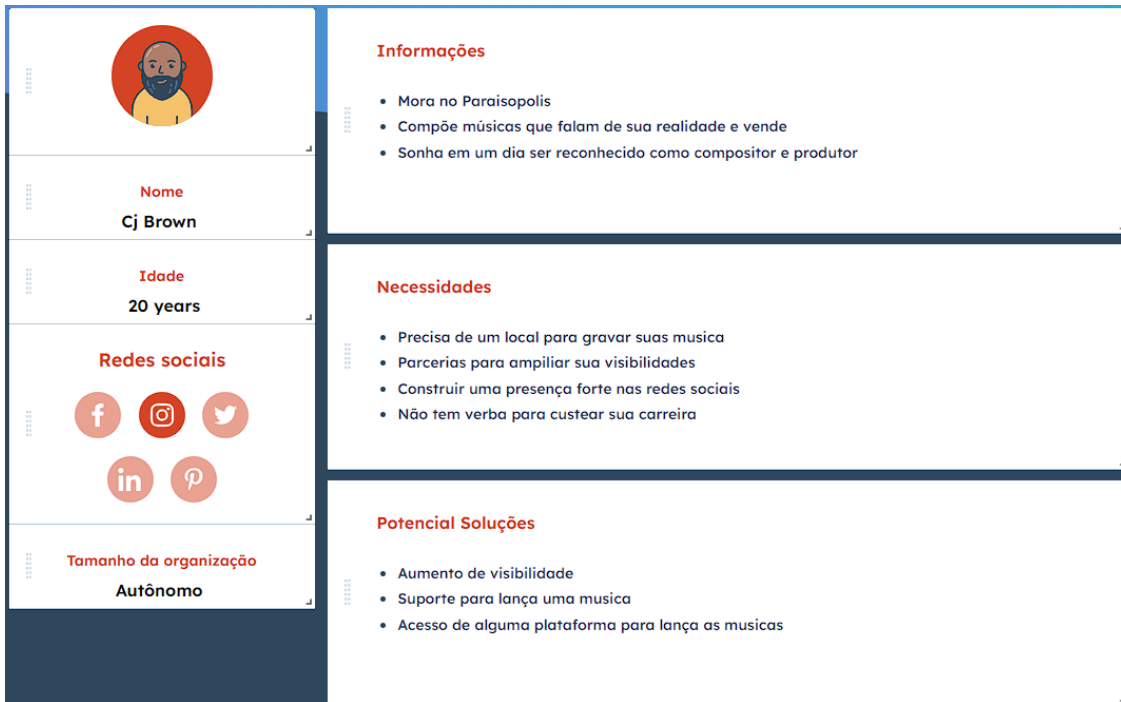 Nome
Cj Brown
Idade
20 years
Redes sociais
Tamanho da organização
Autônomo
Informações
Mora no Paraisopolis
Compõe músicas que falam de sua realidade e vende
Sonha em um dia ser reconhecido como compositor e produtor
Necessidades
Precisa de um local para gravar suas musica
Parcerias para ampiliar sua visibilidades
Construir uma presença forte nas redes sociais
Não tem verba para custear sua carreira
Potencial Soluções
Aumento de visibilidade
Suporte para lança uma musica
Acesso de alguma plataforma para lança as musicas